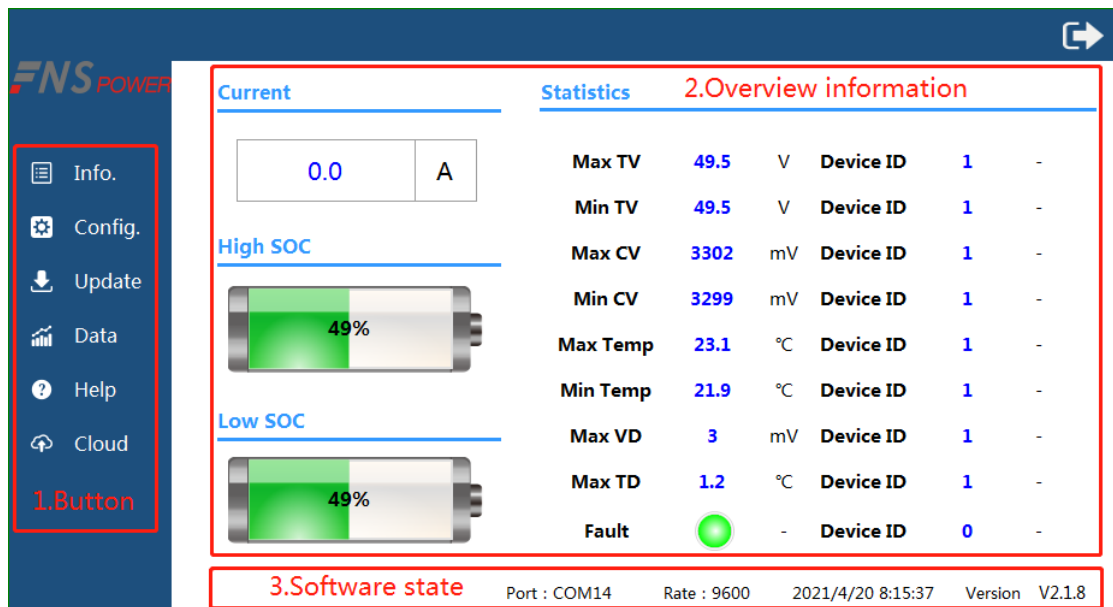 ENS POWER
Info.
Config.
Update
Data
Help
Cloud
1.Button
2.Overview information
Current
0.0 A
High SOC
49%
Low SOC
49%
Statistics
Max TV 49.5 V Device ID 1 -
Min TV 49.5 V Device ID 1 -
Max CV 3302 mV Device ID 1 -
Min CV 3299 mV Device ID 1 -
Max Temp 23.1 ℃ Device ID 1 -
Min Temp 21.9 ℃ Device ID 1 -
Max VD 3 mV Device ID 1 -
Max TD 1.2 ℃ Device ID 1 -
Fault - Device ID 0 -
3.Software state Port : COM14 Rate : 9600 2021/4/20 8:15:37 Version V2.1.8